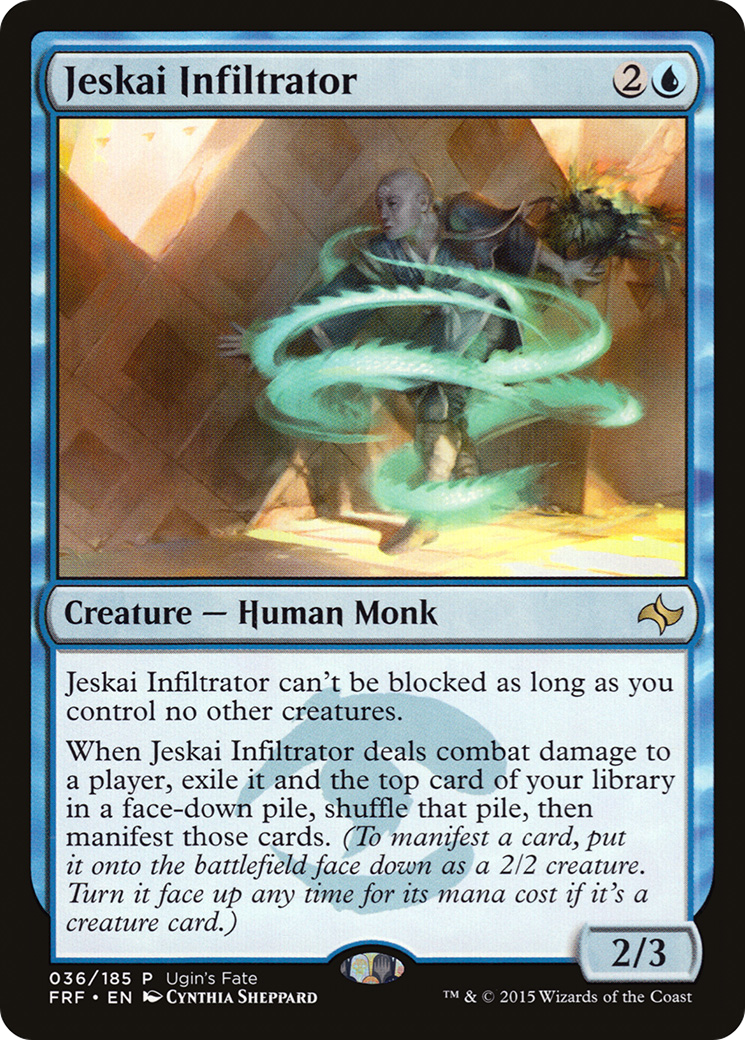 Jeskai Infiltrator 2
Creature — Human Monk
Jeskai Infiltrator can't be blocked as long as you
control no other creatures.
When Jeskai Infiltrator deals combat damage to
a player, exile it and the top card of your library
in a face-down pile, shuffle that pile, then
manifest those cards. (To manifest a card, put
it onto the battlefield face down as a 2/2 creature.
Turn it face up any time for its mana cost if it's a
creature card.)
2/3
036/185 P Ugin's Fate
FRF • EN Cynthia Sheppard
™ & © 2015 Wizards of the Coast